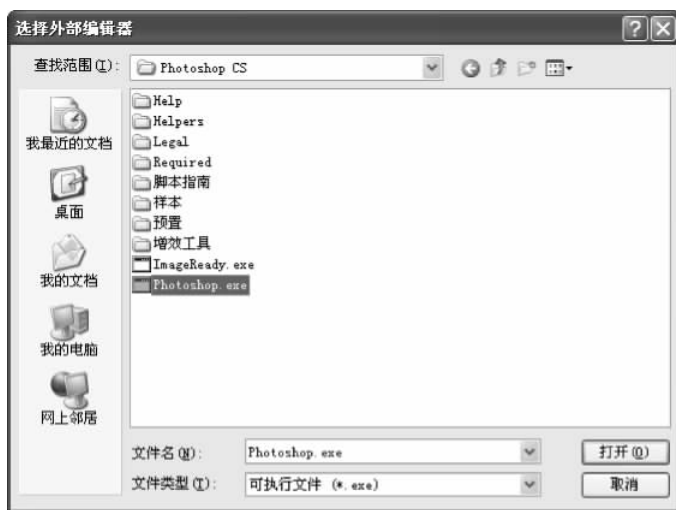 选择外部编辑器
查找范围(I):
Photoshop CS
我最近的文档
桌面
我的文档
我的电脑
网上邻居
Help
Helpers
Legal
Required
脚本指南
样本
预置
增效工具
ImageReady.exe
Photoshop.exe
文件名(N):
Photoshop.exe
打开(O)
文件类型(T):
可执行文件 (*.exe)
取消